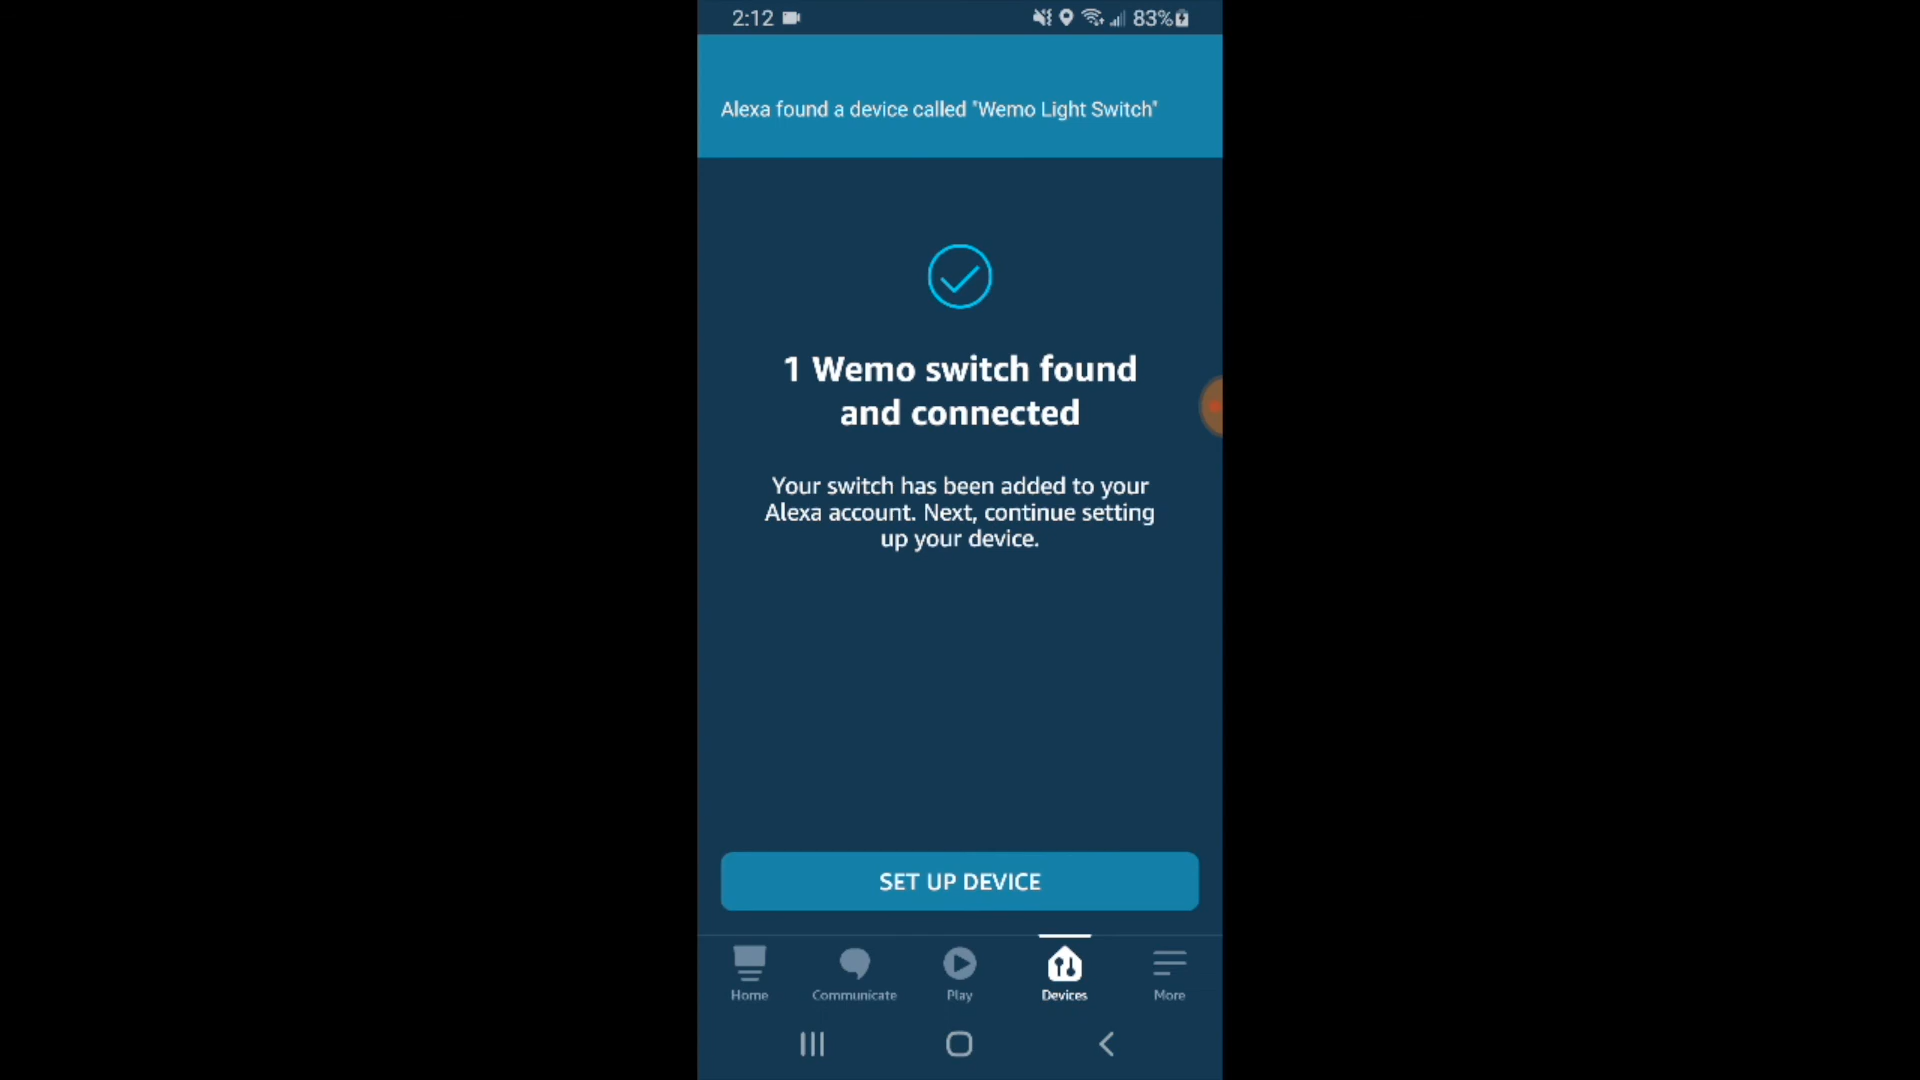 2:12
83%
Alexa found a device called "Wemo Light Switch"
1 Wemo switch found
and connected
Your switch has been added to your
Alexa account. Next, continue setting
up your device.
SET UP DEVICE
Home
Communicate
Play
Devices
More